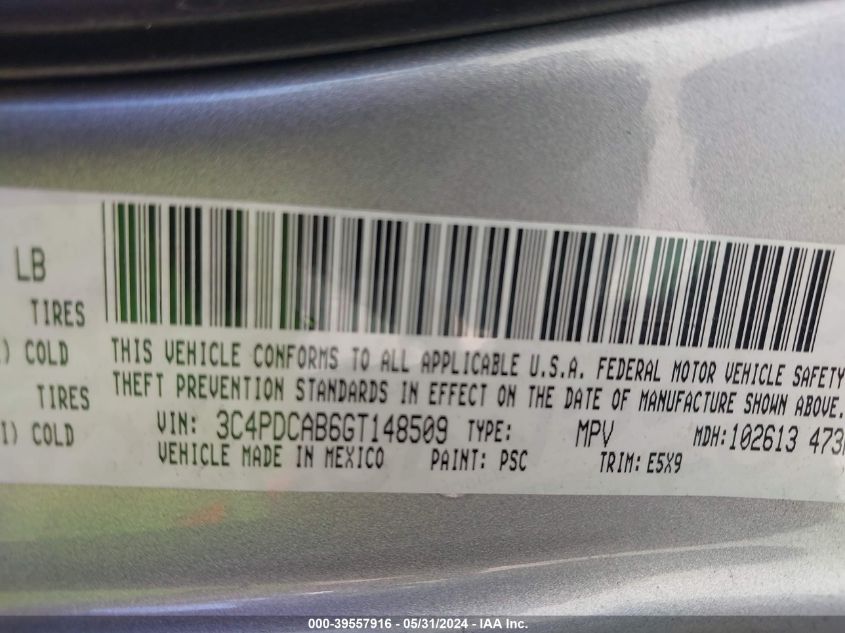 LB
TIRES
) COLD
TIRES
I) COLD
THIS VEHICLE CONFORMS TO ALL APPLICABLE U.S.A. FEDERAL MOTOR VEHICLE SAFETY
THEFT PREVENTION STANDARDS IN EFFECT ON THE DATE OF MANUFACTURE SHOWN ABOVE.
VIN: 3C4PDCAB6GT148509 TYPE: MPV MDH:102613 473
VEHICLE MADE IN MEXICO PAINT: PSC TRIM: E5X9
000-39557916 - 05/31/2024 - IAA Inc.